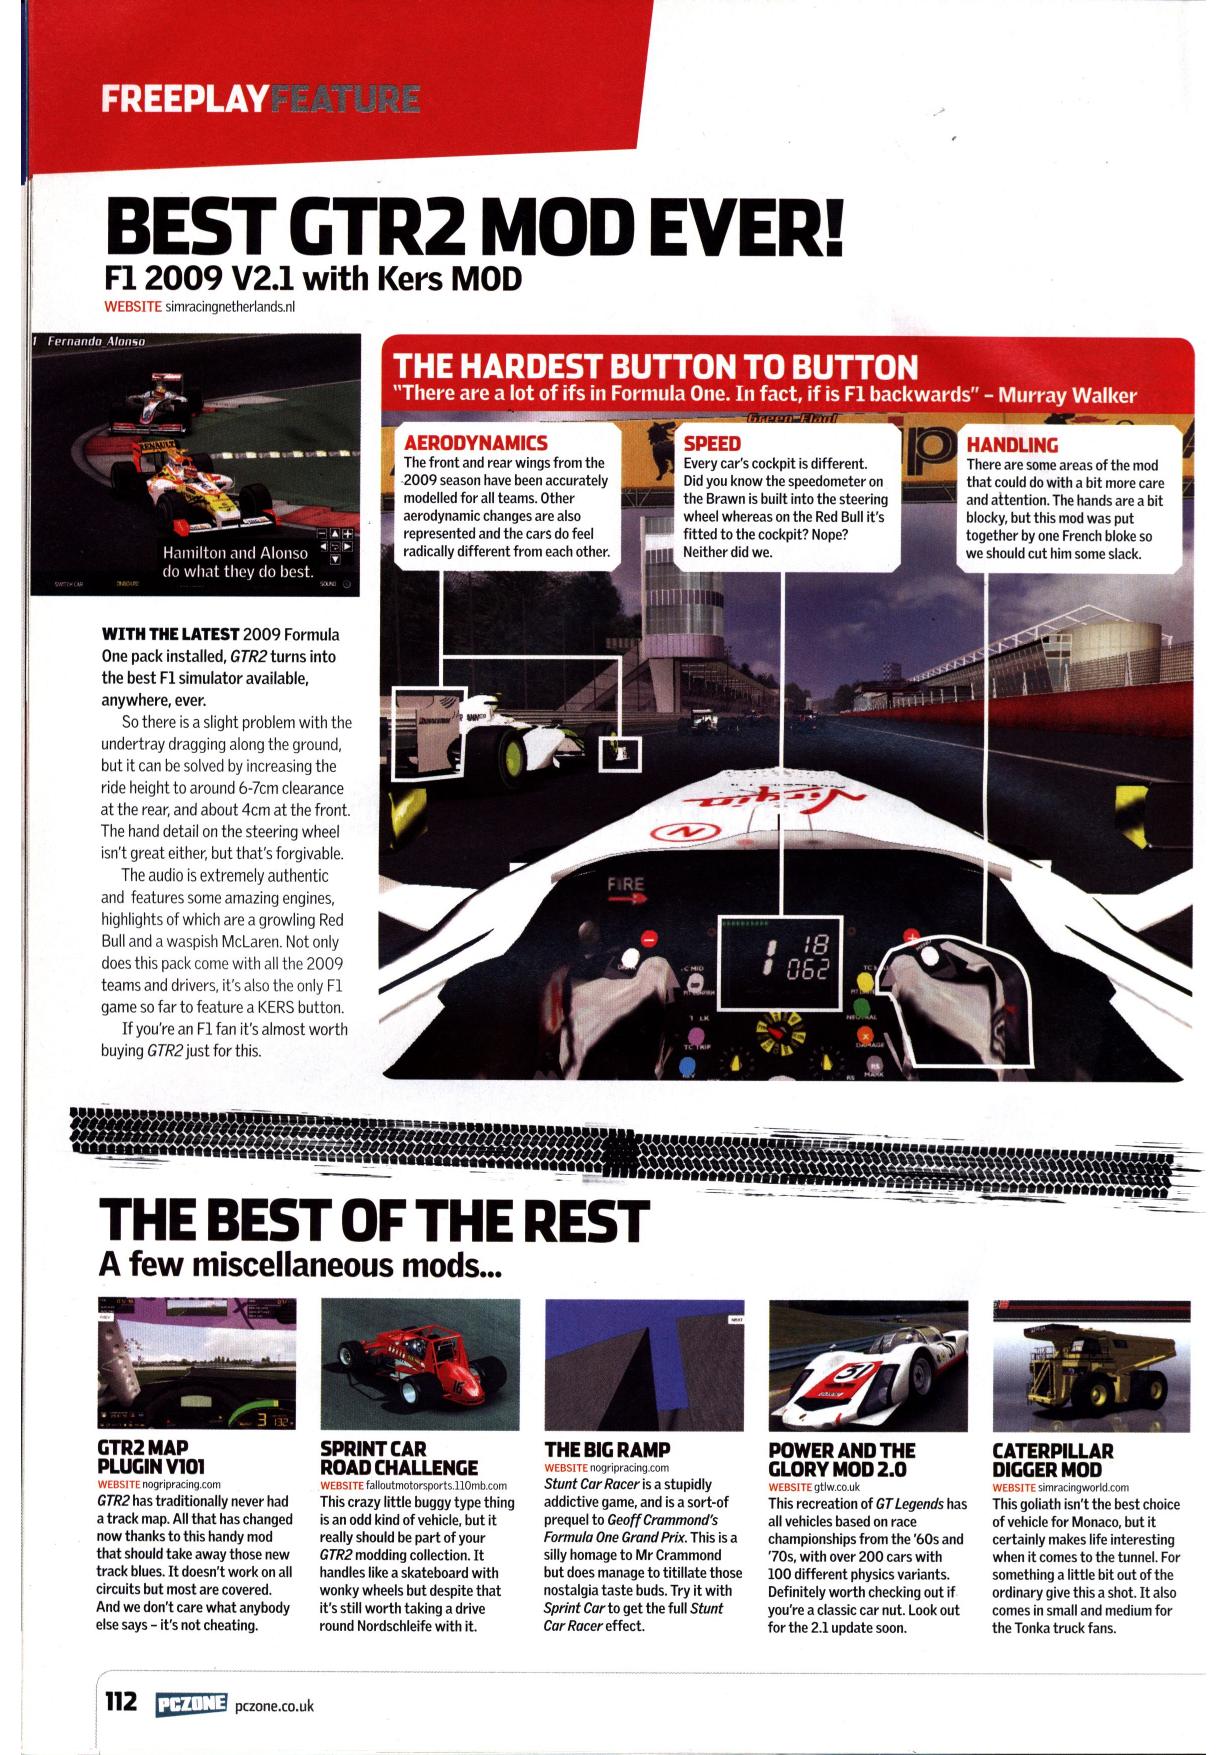 FREEPLAYFEATURE
BEST GTR2 MOD EVER!
F1 2009 V2.1 with Kers MOD
WEBSITE simracingnetherlands.nl
1 Fernando_Alonso
RENAULT
Hamilton and Alonso
do what they do best.
SWITCH CAR
ONBOARD
SOUND
WITH THE LATEST 2009 Formula
One pack installed, GTR2 turns into
the best F1 simulator available,
anywhere, ever.
So there is a slight problem with the
undertray dragging along the ground,
but it can be solved by increasing the
ride height to around 6-7cm clearance
at the rear, and about 4cm at the front.
The hand detail on the steering wheel
isn't great either, but that's forgivable.
The audio is extremely authentic
and features some amazing engines,
highlights of which are a growling Red
Bull and a waspish McLaren. Not only
does this pack come with all the 2009
teams and drivers, it's also the only F1
game so far to feature a KERS button.
If you're an F1 fan it's almost worth
buying GTR2 just for this.
THE HARDEST BUTTON TO BUTTON
"There are a lot of ifs in Formula One. In fact, if is F1 backwards" – Murray Walker
Green-Flag!
AERODYNAMICS
The front and rear wings from the
2009 season have been accurately
modelled for all teams. Other
aerodynamic changes are also
represented and the cars do feel
radically different from each other.
SPEED
Every car's cockpit is different.
Did you know the speedometer on
the Brawn is built into the steering
wheel whereas on the Red Bull it's
fitted to the cockpit? Nope?
Neither did we.
HANDLING
There are some areas of the mod
that could do with a bit more care
and attention. The hands are a bit
blocky, but this mod was put
together by one French bloke so
we should cut him some slack.
Virgin
N
FIRE
1 18
062
C MID
NEUTRAL
TC TRIP
DAMAGE
REV
RS
MARK
THE BEST OF THE REST
A few miscellaneous mods...
PREV
3 132
GTR2 MAP
PLUGIN V101
WEBSITE nogripracing.com
GTR2 has traditionally never had
a track map. All that has changed
now thanks to this handy mod
that should take away those new
track blues. It doesn't work on all
circuits but most are covered.
And we don't care what anybody
else says – it's not cheating.
16
SPRINT CAR
ROAD CHALLENGE
WEBSITE falloutmotorsports.110mb.com
This crazy little buggy type thing
is an odd kind of vehicle, but it
really should be part of your
GTR2 modding collection. It
handles like a skateboard with
wonky wheels but despite that
it's still worth taking a drive
round Nordschleife with it.
NEXT
THE BIG RAMP
WEBSITE nogripracing.com
Stunt Car Racer is a stupidly
addictive game, and is a sort-of
prequel to Geoff Crammond's
Formula One Grand Prix. This is a
silly homage to Mr Crammond
but does manage to titillate those
nostalgia taste buds. Try it with
Sprint Car to get the full Stunt
Car Racer effect.
31
POWER AND THE
GLORY MOD 2.0
WEBSITE gtlw.co.uk
This recreation of GT Legends has
all vehicles based on race
championships from the '60s and
'70s, with over 200 cars with
100 different physics variants.
Definitely worth checking out if
you're a classic car nut. Look out
for the 2.1 update soon.
CATERPILLAR
DIGGER MOD
WEBSITE simracingworld.com
This goliath isn't the best choice
of vehicle for Monaco, but it
certainly makes life interesting
when it comes to the tunnel. For
something a little bit out of the
ordinary give this a shot. It also
comes in small and medium for
the Tonka truck fans.
112 PCZONE pczone.co.uk